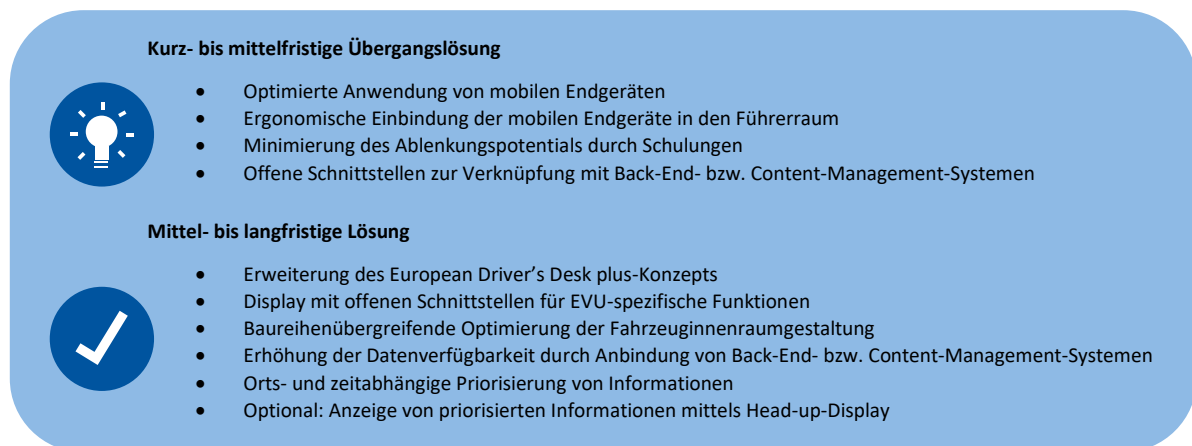 Kurz- bis mittelfristige Übergangslösung
• Optimierte Anwendung von mobilen Endgeräten
• Ergonomische Einbindung der mobilen Endgeräte in den Führerraum
• Minimierung des Ablenkungspotentials durch Schulungen
• Offene Schnittstellen zur Verknüpfung mit Back-End- bzw. Content-Management-Systemen
Mittel- bis langfristige Lösung
• Erweiterung des European Driver’s Desk plus-Konzepts
• Display mit offenen Schnittstellen für EVU-spezifische Funktionen
• Baureihenübergreifende Optimierung der Fahrzeuginnenraumgestaltung
• Erhöhung der Datenverfügbarkeit durch Anbindung von Back-End- bzw. Content-Management-Systemen
• Orts- und zeitabhängige Priorisierung von Informationen
• Optional: Anzeige von priorisierten Informationen mittels Head-up-Display